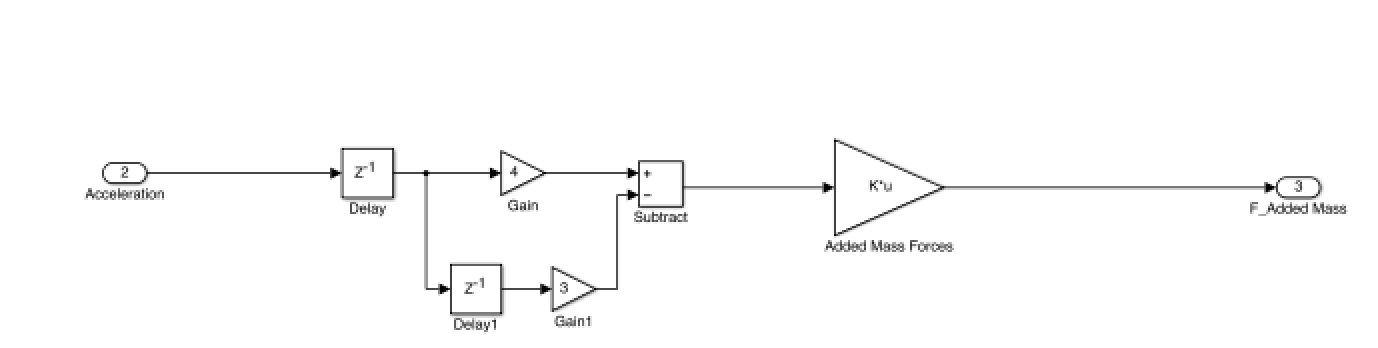 2
Acceleration
Z-1
Delay
4
Gain
+
−
Subtract
K*u
Added Mass Forces
3
F_Added Mass
Z-1
Delay1
3
Gain1